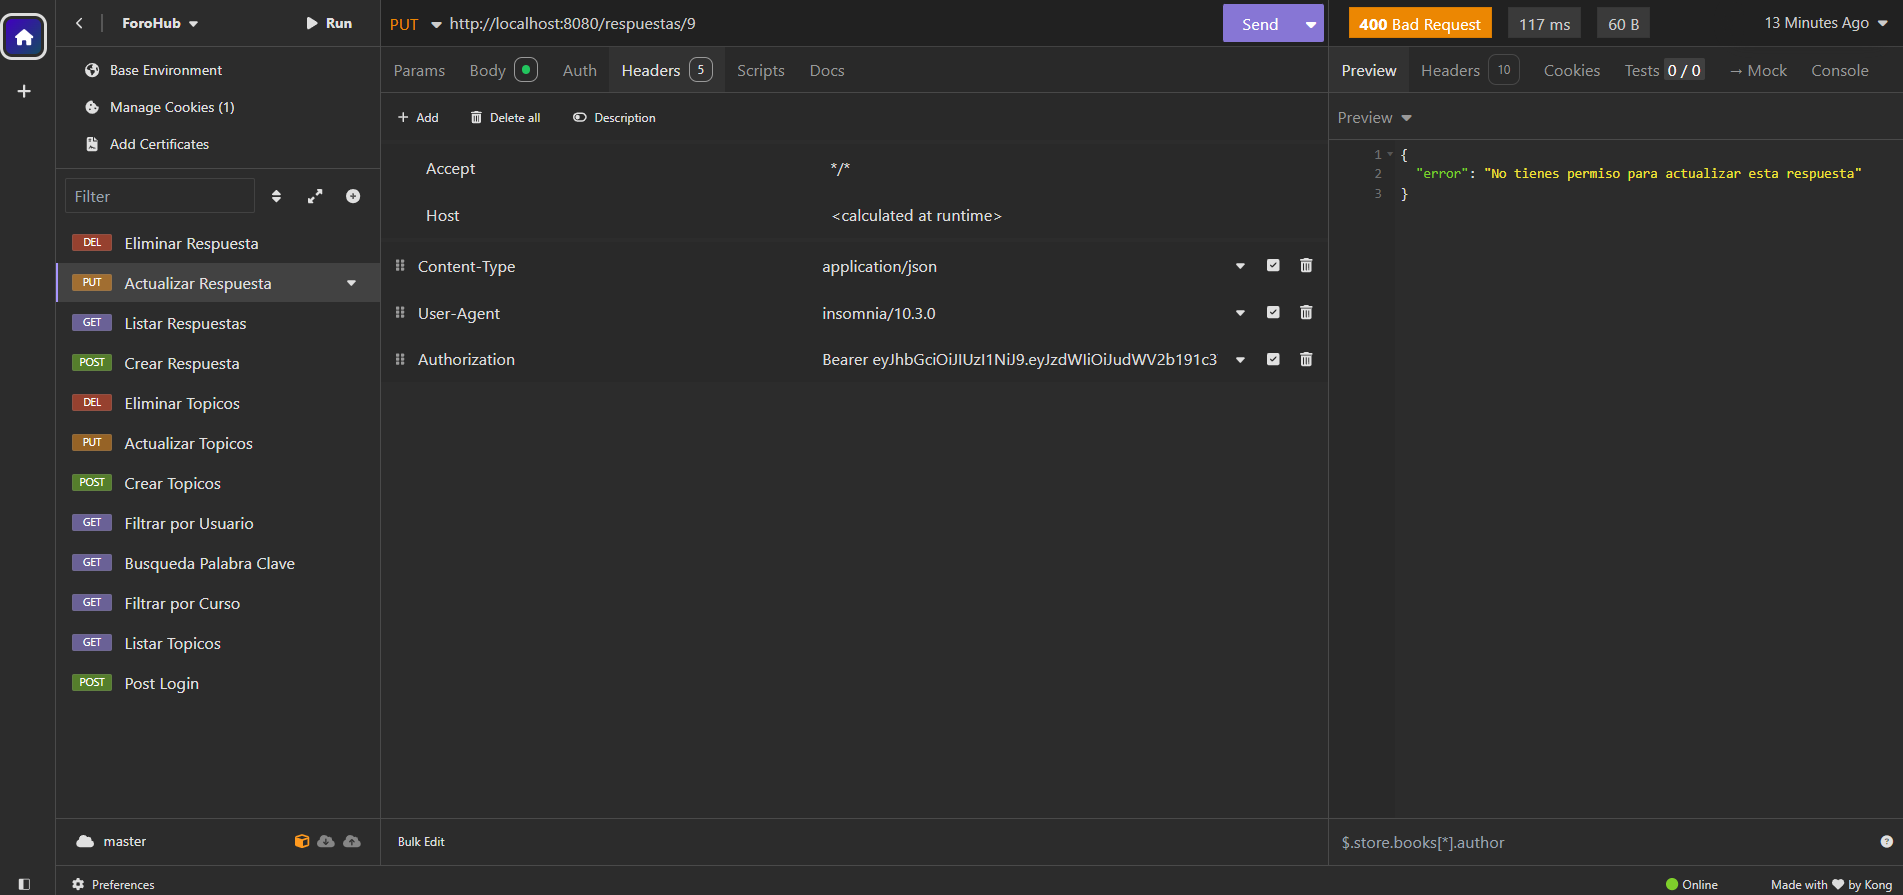 ForoHub
Run
Base Environment
Manage Cookies (1)
Add Certificates
Filter
DEL Eliminar Respuesta
PUT Actualizar Respuesta
GET Listar Respuestas
POST Crear Respuesta
DEL Eliminar Topicos
PUT Actualizar Topicos
POST Crear Topicos
GET Filtrar por Usuario
GET Busqueda Palabra Clave
GET Filtrar por Curso
GET Listar Topicos
POST Post Login
master
Preferences
PUT http://localhost:8080/respuestas/9 Send
Params Body Auth Headers 5 Scripts Docs
+ Add Delete all Description
Accept */*
Host <calculated at runtime>
Content-Type application/json
User-Agent insomnia/10.3.0
Authorization Bearer eyJhbGciOiJIUzI1NiJ9.eyJzdWIiOiJudWV2b191c3
Bulk Edit
400 Bad Request 117 ms 60 B 13 Minutes Ago
Preview Headers 10 Cookies Tests 0 / 0 → Mock Console
Preview
1 {
2 "error": "No tienes permiso para actualizar esta respuesta"
3 }
$.store.books[*].author
Online Made with ♥ by Kong